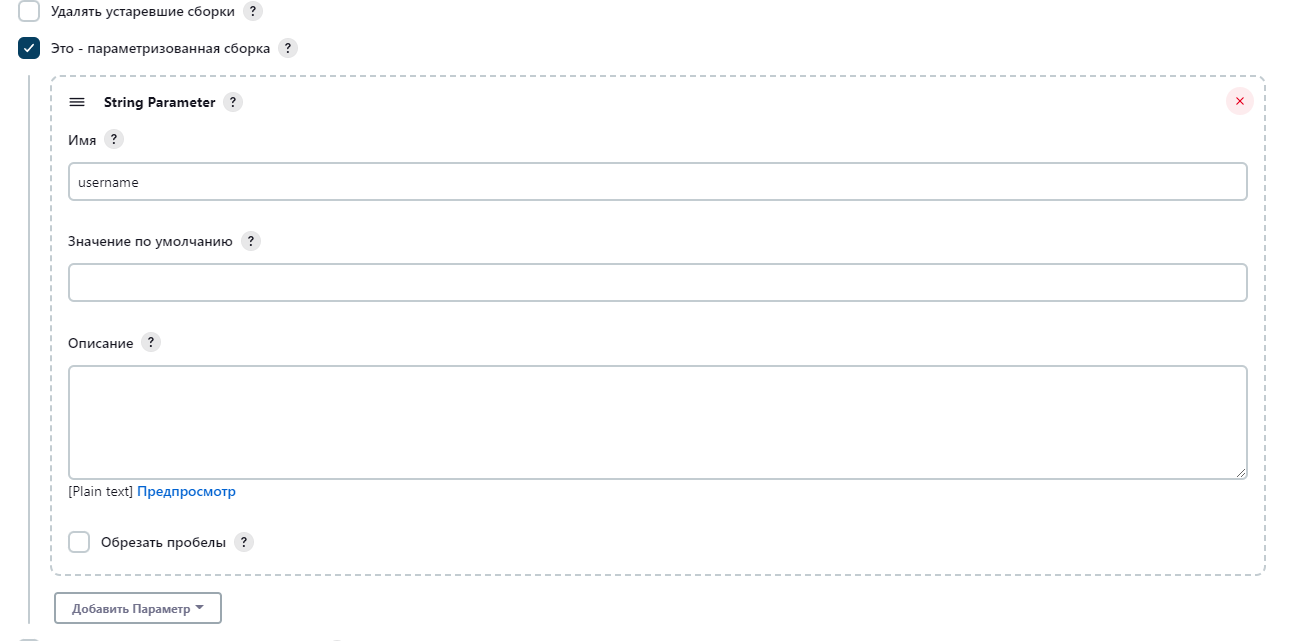 Удалять устаревшие сборки ?
Это - параметризованная сборка ?
String Parameter ?
Имя ?
username
Значение по умолчанию ?
Описание ?
[Plain text] Предпросмотр
Обрезать пробелы ?
Добавить Параметр